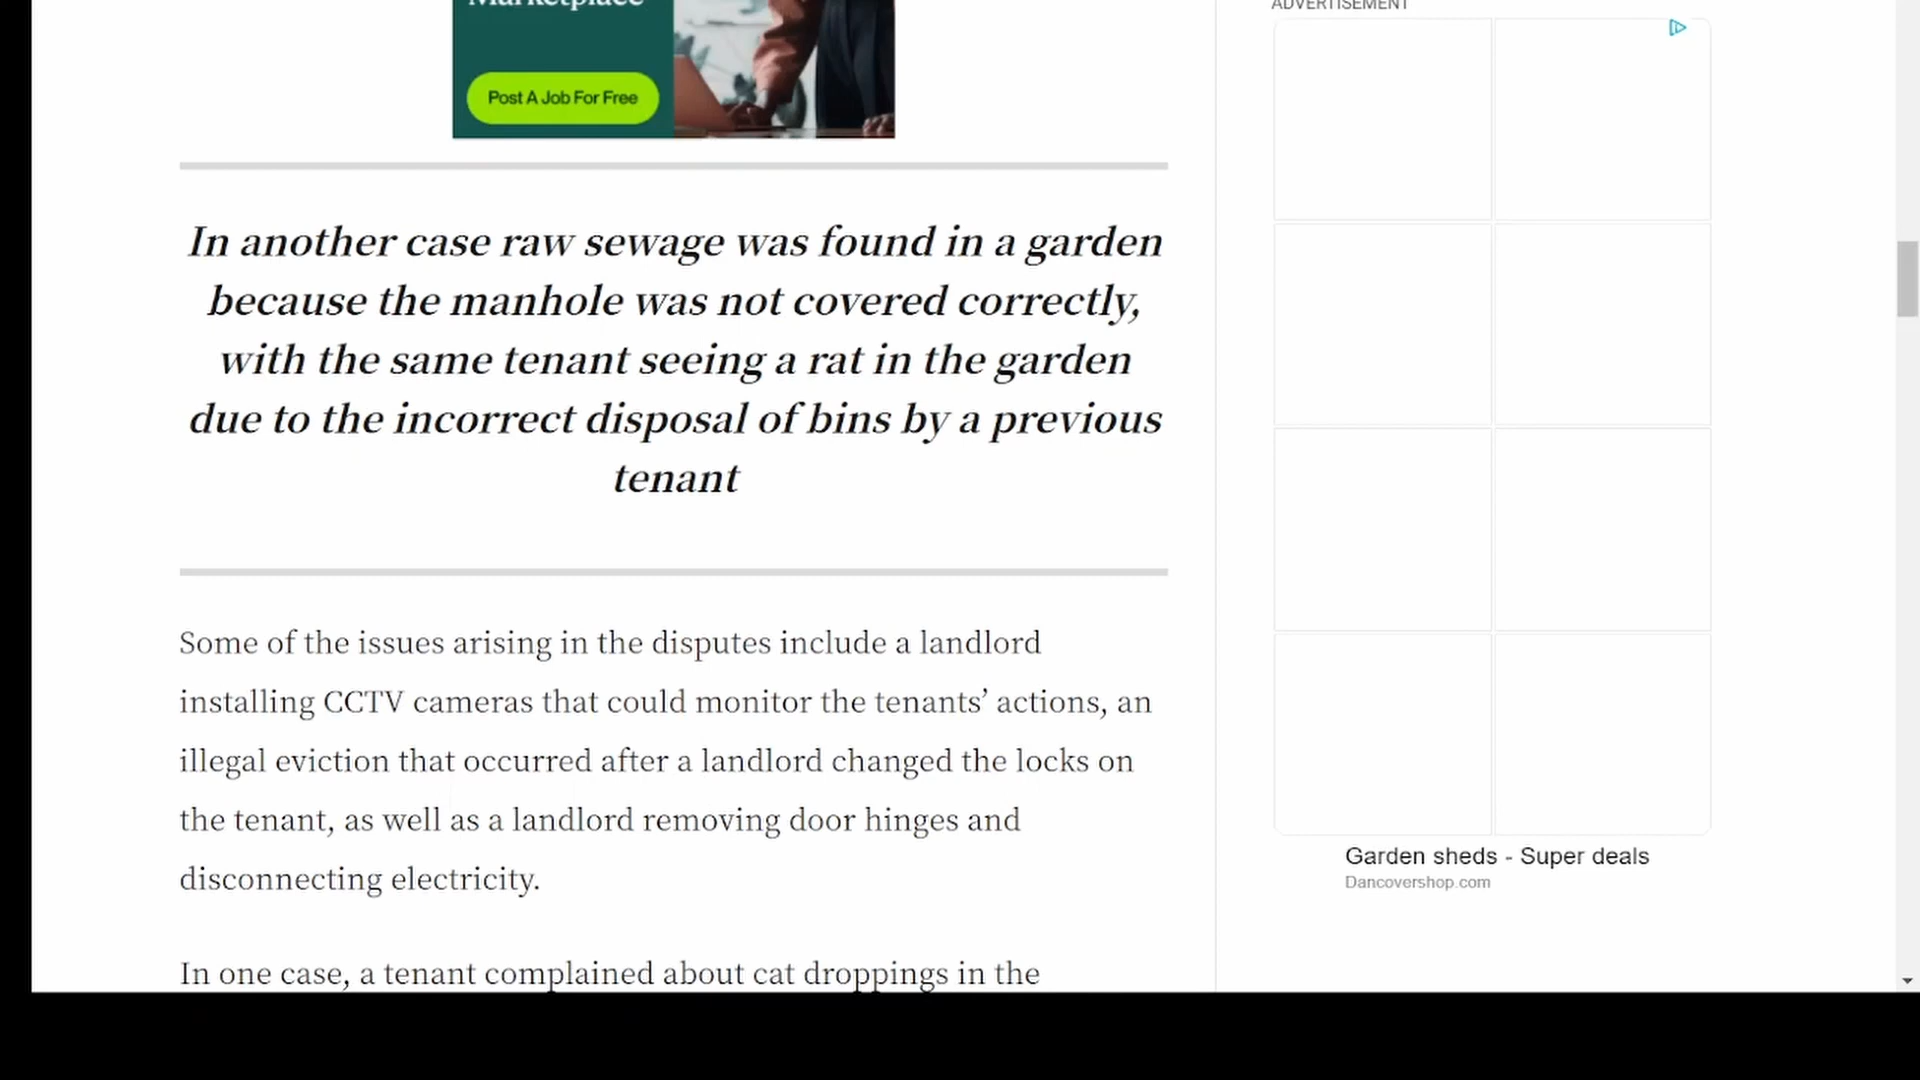 Marketplace
Post A Job For Free
In another case raw sewage was found in a garden
because the manhole was not covered correctly,
with the same tenant seeing a rat in the garden
due to the incorrect disposal of bins by a previous
tenant
Some of the issues arising in the disputes include a landlord
installing CCTV cameras that could monitor the tenants’ actions, an
illegal eviction that occurred after a landlord changed the locks on
the tenant, as well as a landlord removing door hinges and
disconnecting electricity.
In one case, a tenant complained about cat droppings in the
ADVERTISEMENT
Garden sheds - Super deals
Dancovershop.com